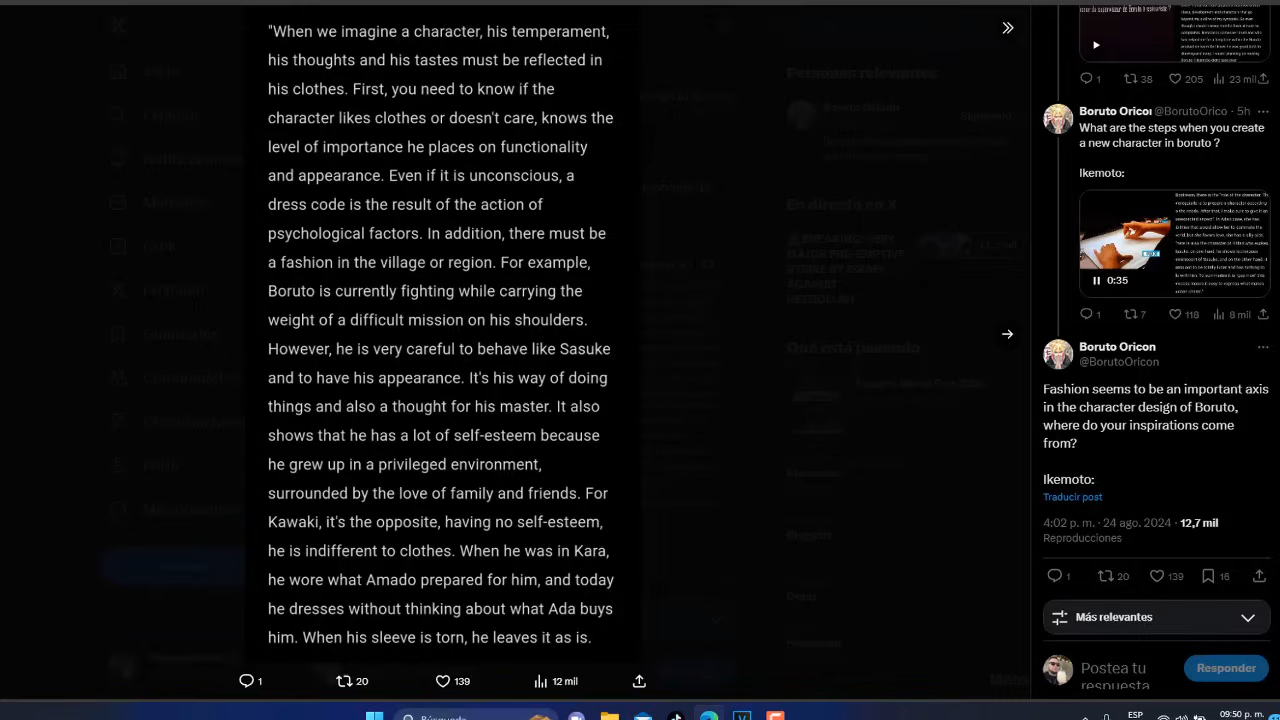 "When we imagine a character, his temperament,
his thoughts and his tastes must be reflected in
his clothes. First, you need to know if the
character likes clothes or doesn't care, knows the
level of importance he places on functionality
and appearance. Even if it is unconscious, a
dress code is the result of the action of
psychological factors. In addition, there must be
a fashion in the village or region. For example,
Boruto is currently fighting while carrying the
weight of a difficult mission on his shoulders.
However, he is very careful to behave like Sasuke
and to have his appearance. It's his way of doing
things and also a thought for his master. It also
shows that he has a lot of self-esteem because
he grew up in a privileged environment,
surrounded by the love of family and friends. For
Kawaki, it's the opposite, having no self-esteem,
he is indifferent to clothes. When he was in Kara,
he wore what Amado prepared for him, and today
he dresses without thinking about what Ada buys
him. When his sleeve is torn, he leaves it as is.
1 20 139 12 mil
1 38 205 23 mil
Boruto Oricon @BorutoOrico · 5h
What are the steps when you create
a new character in boruto ?
Ikemoto:
0:35
1 7 118 8 mil
Boruto Oricon
@BorutoOricon
Fashion seems to be an important axis
in the character design of Boruto,
where do your inspirations come
from?
Ikemoto:
Traducir post
4:02 p. m. · 24 ago. 2024 · 12,7 mil
Reproducciones
1 20 139 16
Más relevantes
Postea tu
respuesta
Responder
Búsqueda
ESP
09:50 p. m.